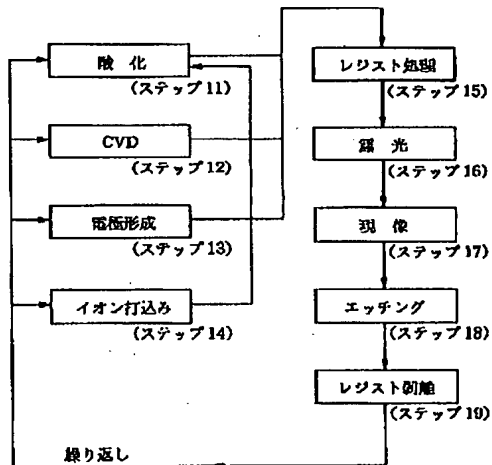 酸化
(ステップ11)
CVD
(ステップ12)
電極形成
(ステップ13)
イオン打込み
(ステップ14)
繰り返し
レジスト処理
(ステップ15)
露光
(ステップ16)
現像
(ステップ17)
エッチング
(ステップ18)
レジスト剥離
(ステップ19)